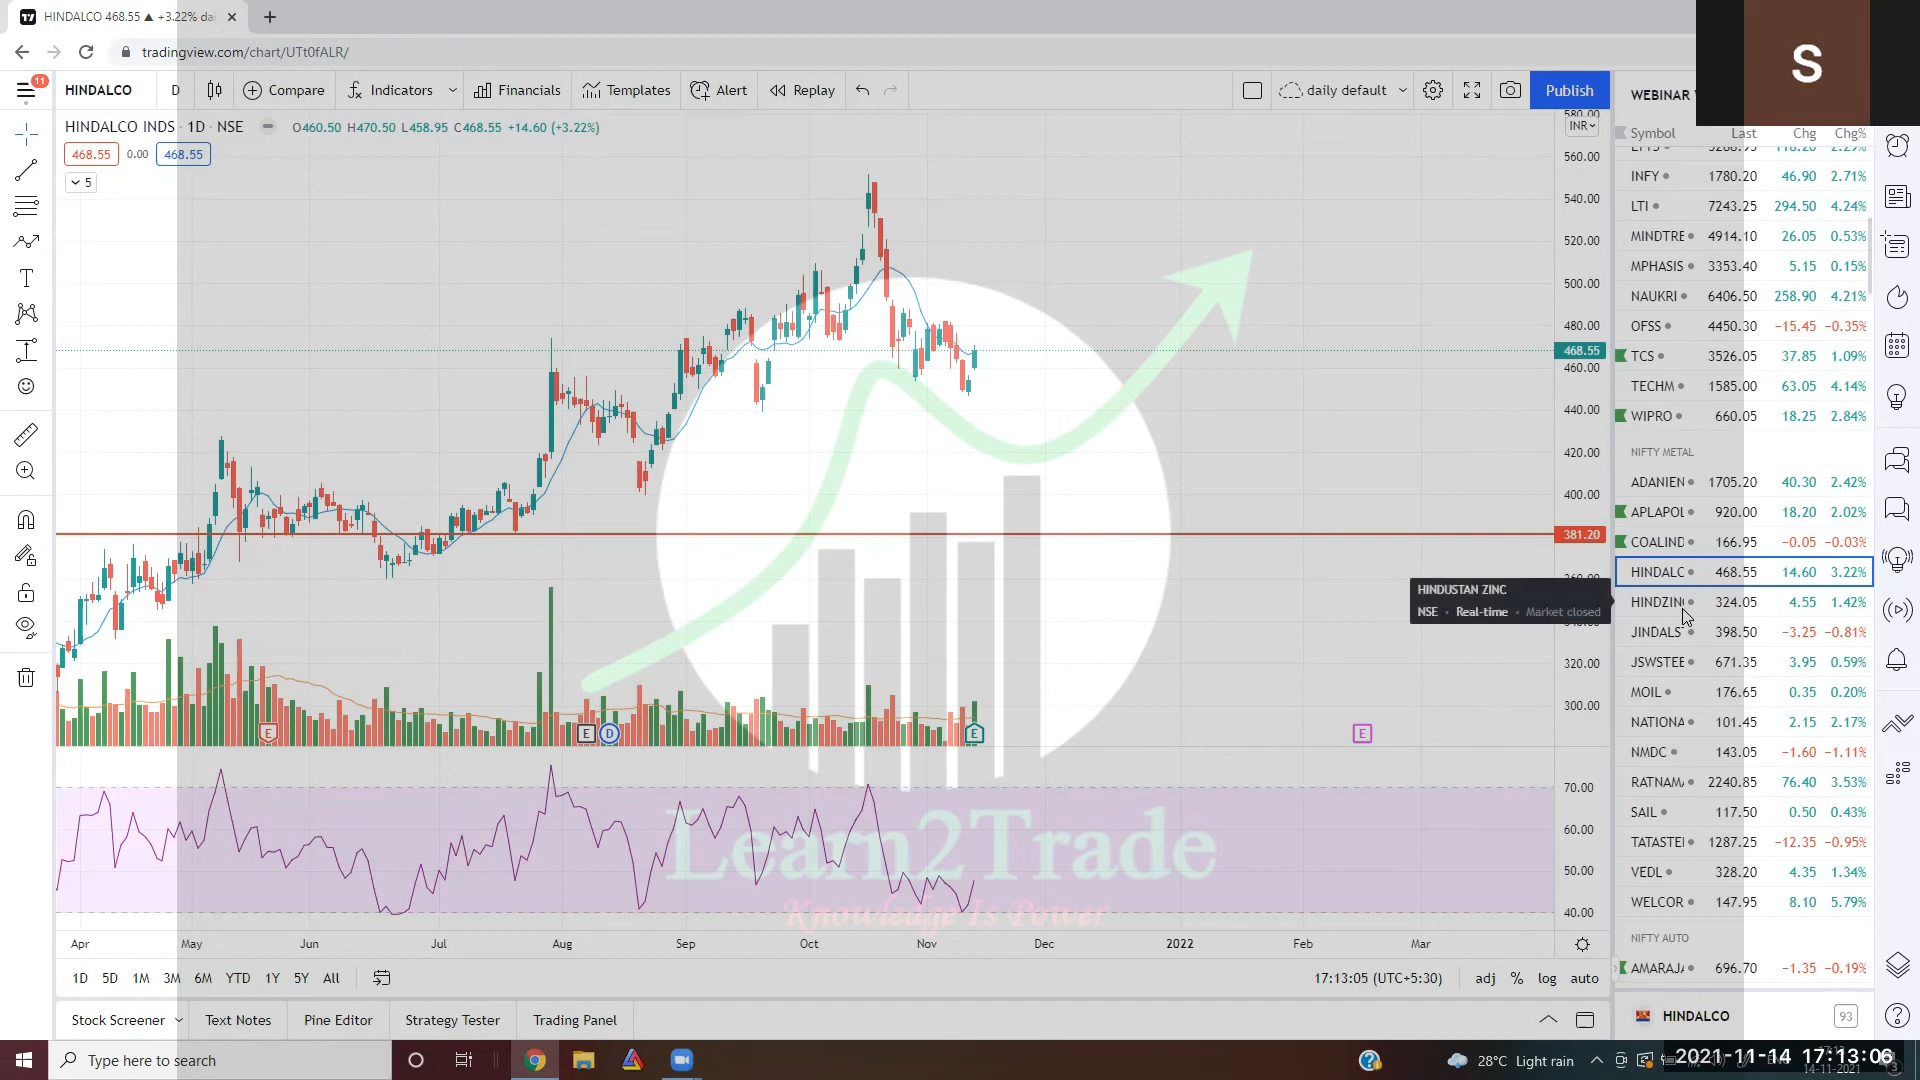 HINDALCO 468.55 ▲ +3.22% dai
tradingview.com/chart/UTt0fALR/
11
HINDALCO D Compare Indicators Financials Templates Alert Replay daily default Publish
HINDALCO INDS · 1D · NSE O460.50 H470.50 L458.95 C468.55 +14.60 (+3.22%)
468.55 0.00 468.55
5
580.00
INR
560.00
540.00
520.00
500.00
480.00
468.55
460.00
440.00
420.00
400.00
381.20
320.00
300.00
70.00
60.00
50.00
40.00
E E D E E
HINDUSTAN ZINC
NSE • Real-time • Market closed
Learn2Trade
Knowledge Is Power
Apr May Jun Jul Aug Sep Oct Nov Dec 2022 Feb Mar
1D 5D 1M 3M 6M YTD 1Y 5Y All 17:13:05 (UTC+5:30) adj % log auto
Stock Screener Text Notes Pine Editor Strategy Tester Trading Panel
S
WEBINAR
Symbol Last Chg Chg%
INFY 1780.20 46.90 2.71%
LTI 7243.25 294.50 4.24%
MINDTRE 4914.10 26.05 0.53%
MPHASIS 3353.40 5.15 0.15%
NAUKRI 6406.50 258.90 4.21%
OFSS 4450.30 −15.45 −0.35%
TCS 3526.05 37.85 1.09%
TECHM 1585.00 63.05 4.14%
WIPRO 660.05 18.25 2.84%
NIFTY METAL
ADANIEN 1705.20 40.30 2.42%
APLAPOL 920.00 18.20 2.02%
COALIND 166.95 −0.05 −0.03%
HINDALC 468.55 14.60 3.22%
HINDZIN 324.05 4.55 1.42%
JINDALS 398.50 −3.25 −0.81%
JSWSTEE 671.35 3.95 0.59%
MOIL 176.65 0.35 0.20%
NATIONA 101.45 2.15 2.17%
NMDC 143.05 −1.60 −1.11%
RATNAM 2240.85 76.40 3.53%
SAIL 117.50 0.50 0.43%
TATASTEI 1287.25 −12.35 −0.95%
VEDL 328.20 4.35 1.34%
WELCOR 147.95 8.10 5.79%
NIFTY AUTO
AMARAJA 696.70 −1.35 −0.19%
HINDALCO 93
Type here to search
28°C Light rain
2021-11-14 17:13:06
14-11-2021